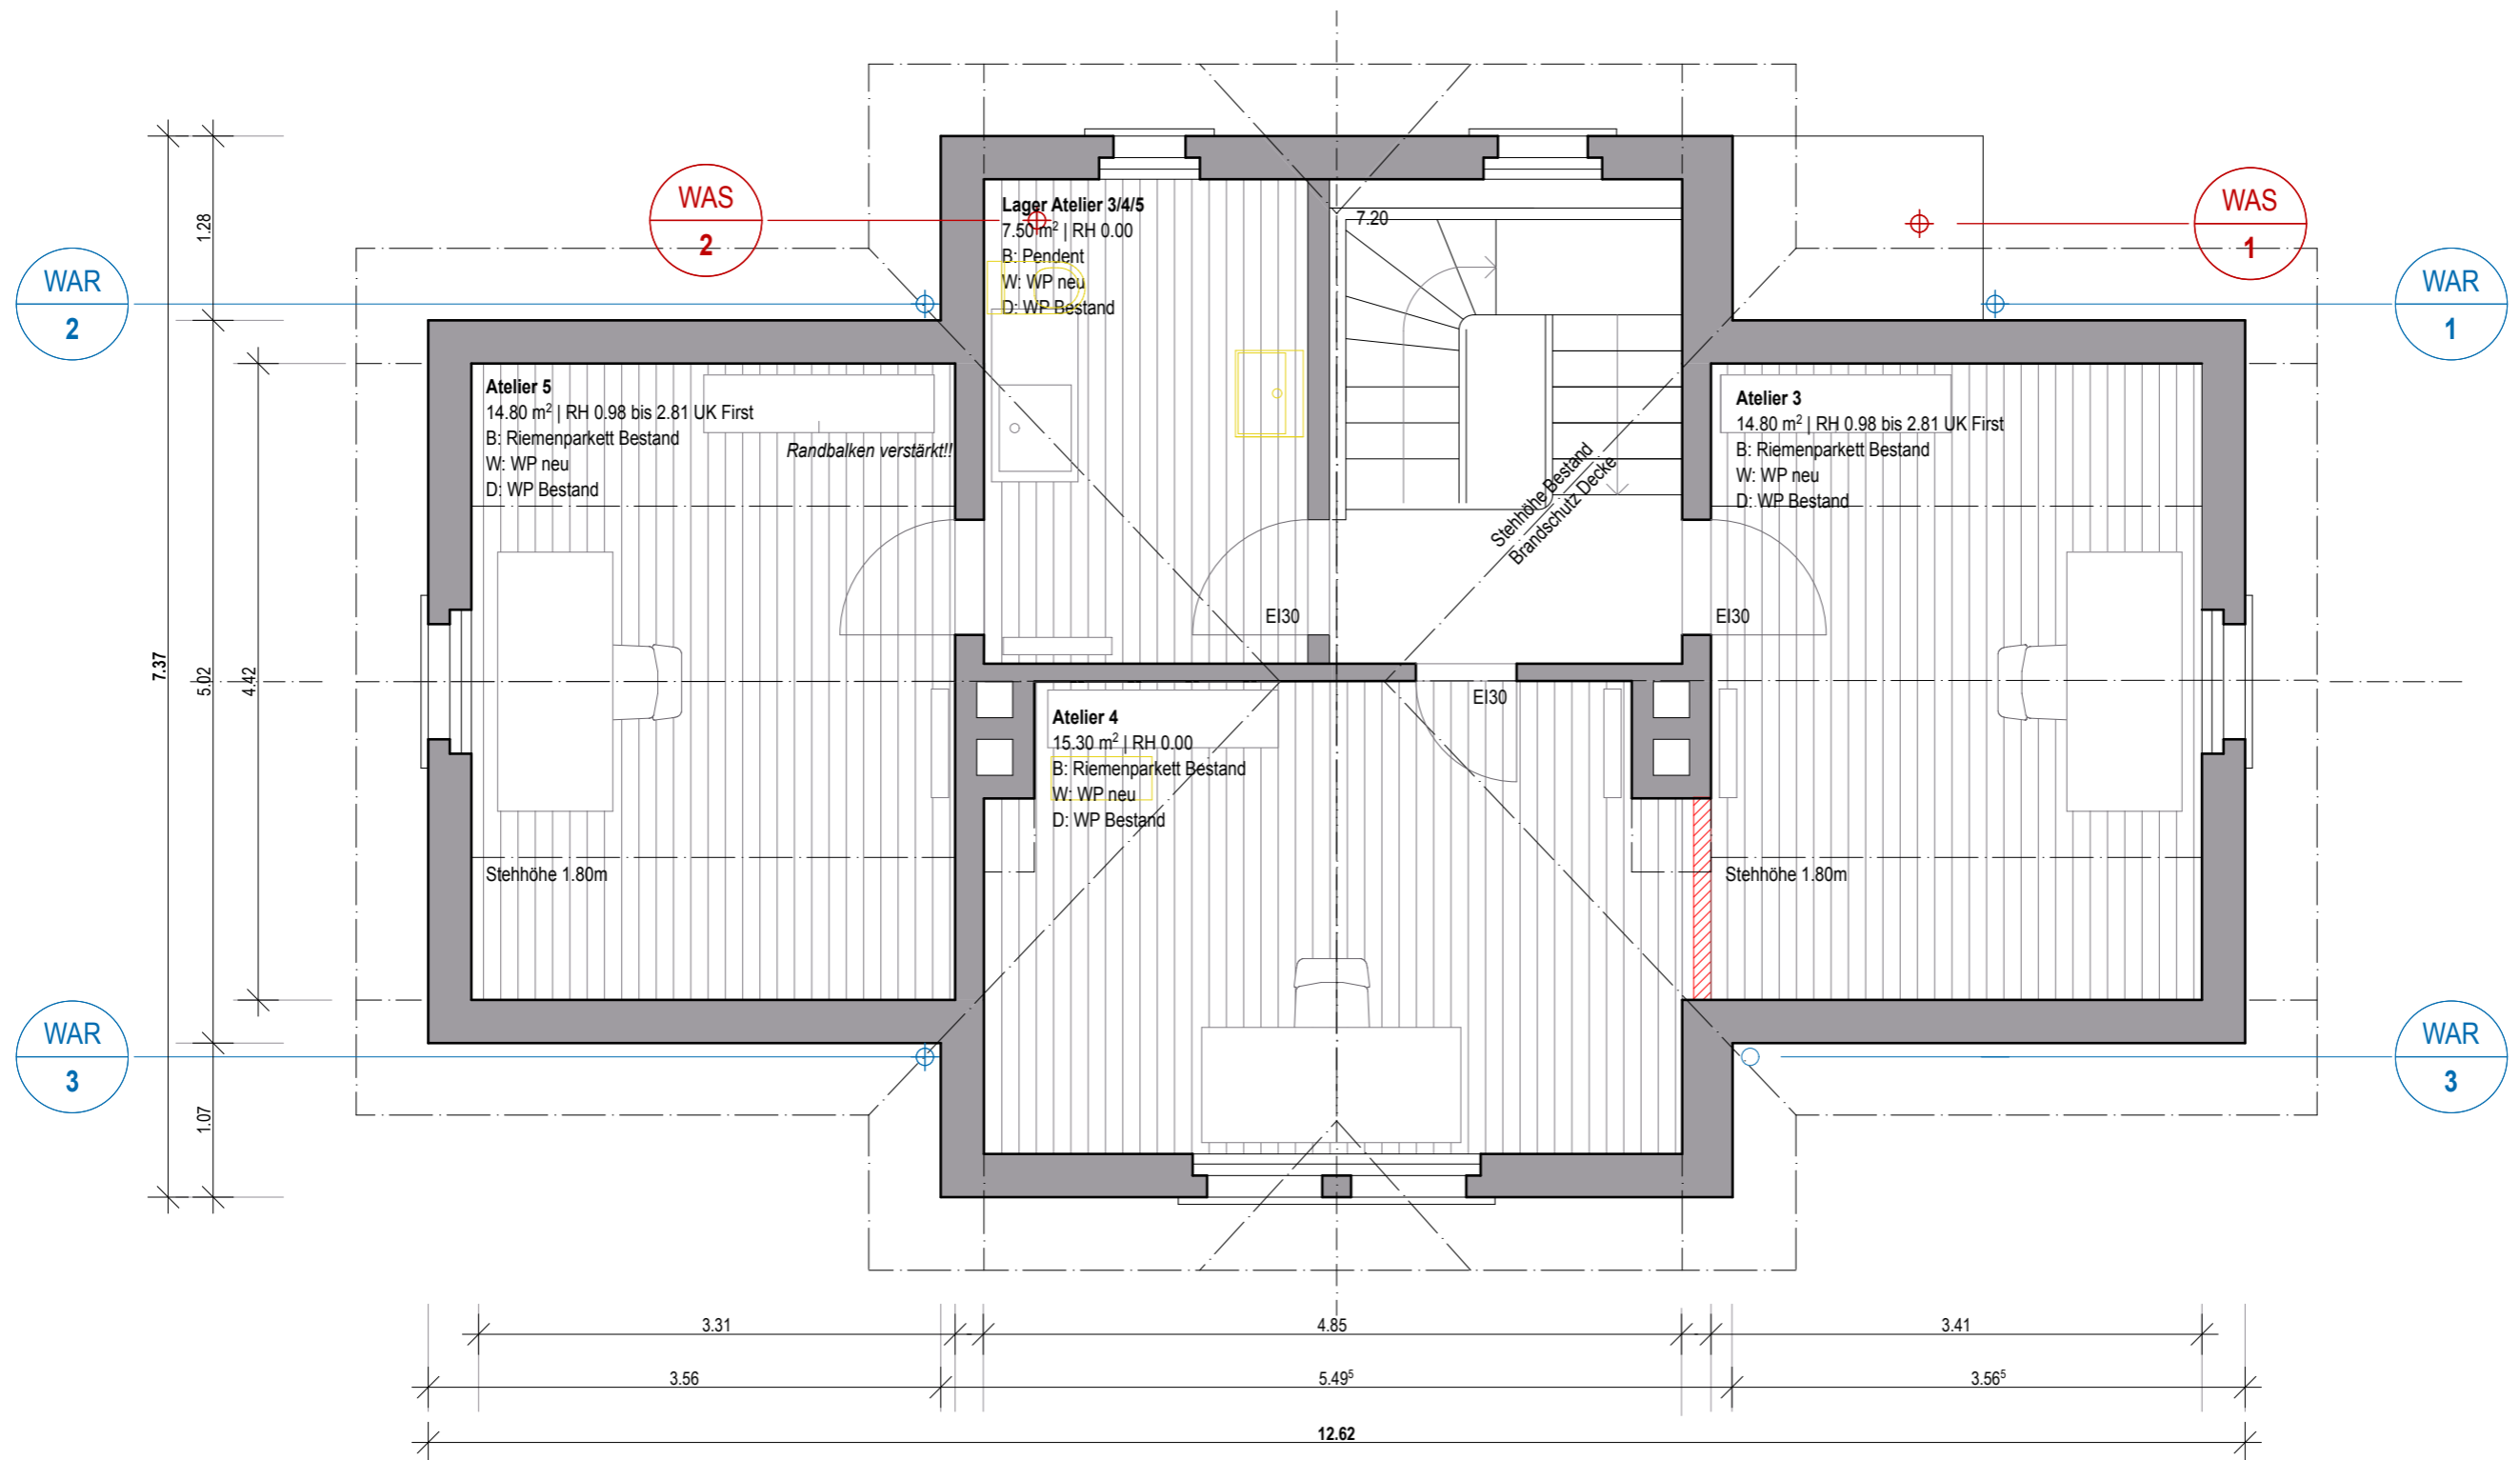 WAS
2
WAS
1
WAR
2
WAR
1
Lager Atelier 3/4/5
7.50 m² | RH 0.00
B: Pendent
W: WP neu
D: WP Bestand
7.20
1.28
Atelier 5
14.80 m² | RH 0.98 bis 2.81 UK First
B: Riemenparkett Bestand
W: WP neu
D: WP Bestand
Randbalken verstärkt!!
Atelier 3
14.80 m² | RH 0.98 bis 2.81 UK First
B: Riemenparkett Bestand
W: WP neu
D: WP Bestand
Stehhöhe Bestand
Brandschutz Decke
EI30
EI30
EI30
7.37
5.02
4.42
Atelier 4
15.30 m² | RH 0.00
B: Riemenparkett Bestand
W: WP neu
D: WP Bestand
Stehhöhe 1.80m
Stehhöhe 1.80m
WAR
3
WAR
3
1.07
3.31
4.85
3.41
3.56
5.49⁵
3.56⁵
12.62